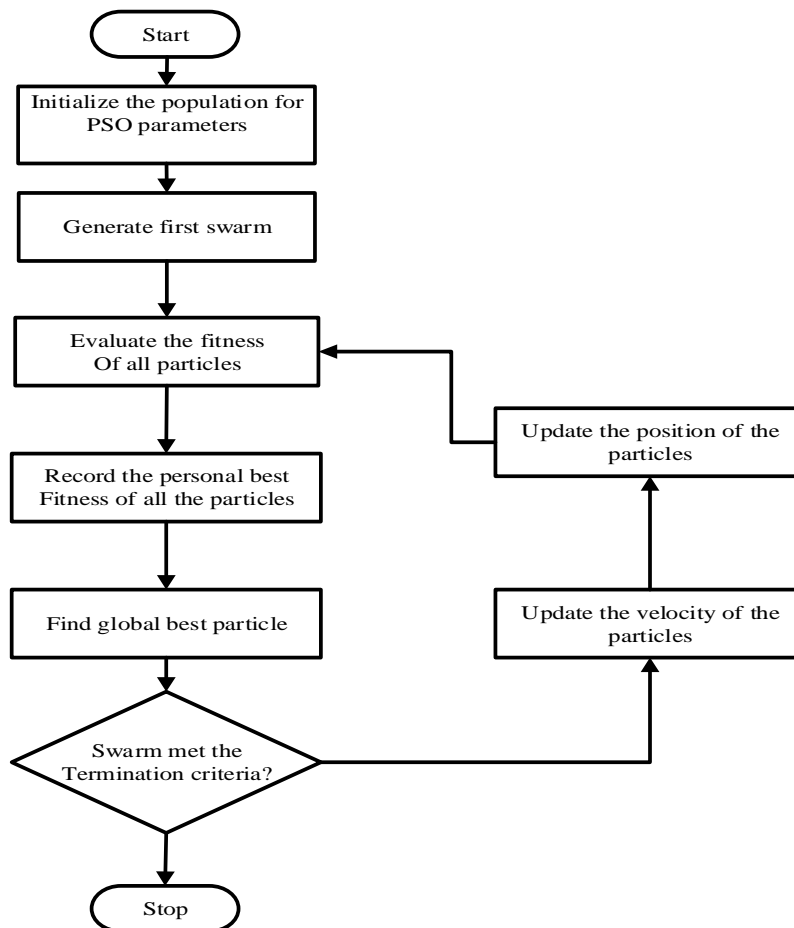 Start
Initialize the population for
PSO parameters
Generate first swarm
Evaluate the fitness
Of all particles
Record the personal best
Fitness of all the particles
Find global best particle
Swarm met the
Termination criteria?
Stop
Update the position of the
particles
Update the velocity of the
particles